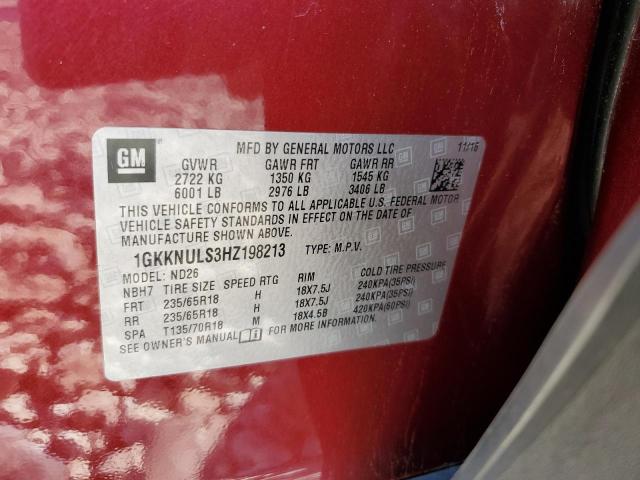 GM
MFD BY GENERAL MOTORS LLC 11/16
GVWR GAWR FRT GAWR RR
2722 KG 1350 KG 1545 KG
6001 LB 2976 LB 3406 LB
THIS VEHICLE CONFORMS TO ALL APPLICABLE U.S. FEDERAL MOTOR
VEHICLE SAFETY STANDARDS IN EFFECT ON THE DATE OF
MANUFACTURE SHOWN ABOVE.
1GKKNULS3HZ198213 TYPE: M.P.V.
MODEL: ND26
NBH7 TIRE SIZE SPEED RTG RIM COLD TIRE PRESSURE
FRT 235/65R18 H 18X7.5J 240KPA(35PSI)
RR 235/65R18 H 18X7.5J 240KPA(35PSI)
SPA T135/70R18 M 18X4.5B 420KPA(60PSI)
SEE OWNER'S MANUAL FOR MORE INFORMATION